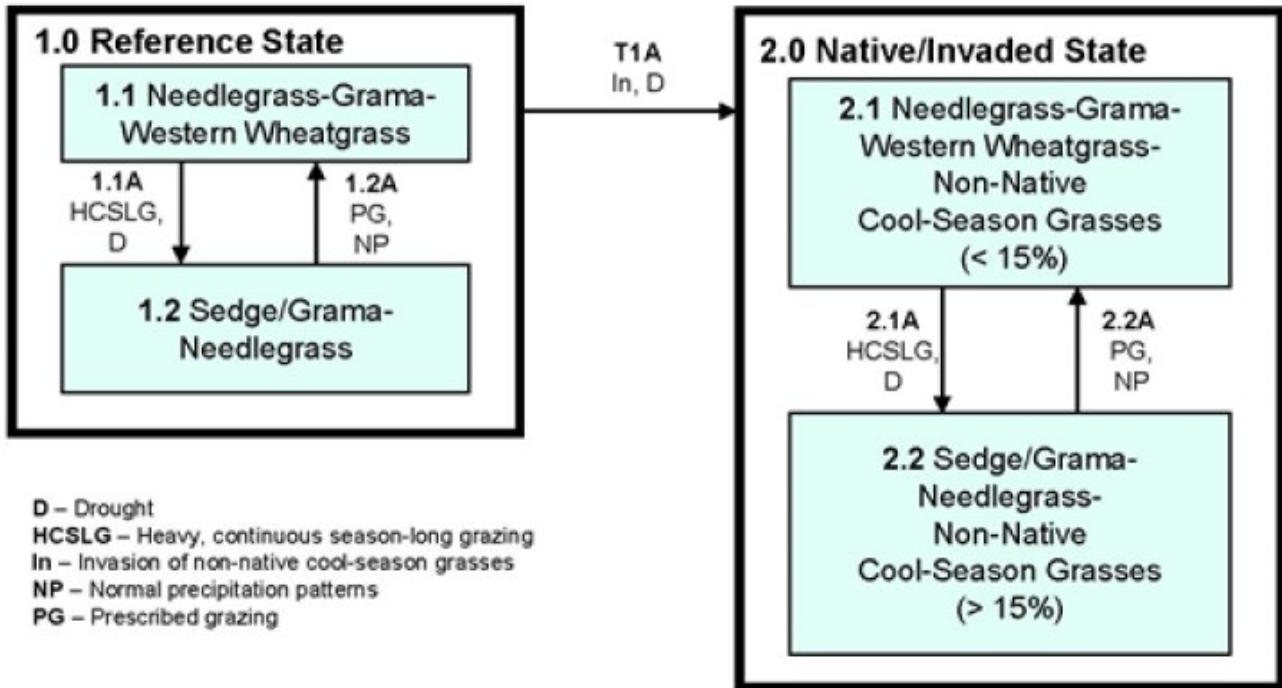 1.0 Reference State
1.1 Needlegrass-Grama-
Western Wheatgrass
1.1A
HCSLG,
D
1.2A
PG,
NP
1.2 Sedge/Grama-
Needlegrass
T1A
In, D
2.0 Native/Invaded State
2.1 Needlegrass-Grama-
Western Wheatgrass-
Non-Native
Cool-Season Grasses
(< 15%)
2.1A
HCSLG,
D
2.2A
PG,
NP
2.2 Sedge/Grama-
Needlegrass-
Non-Native
Cool-Season Grasses
(> 15%)
D – Drought
HCSLG – Heavy, continuous season-long grazing
In – Invasion of non-native cool-season grasses
NP – Normal precipitation patterns
PG – Prescribed grazing